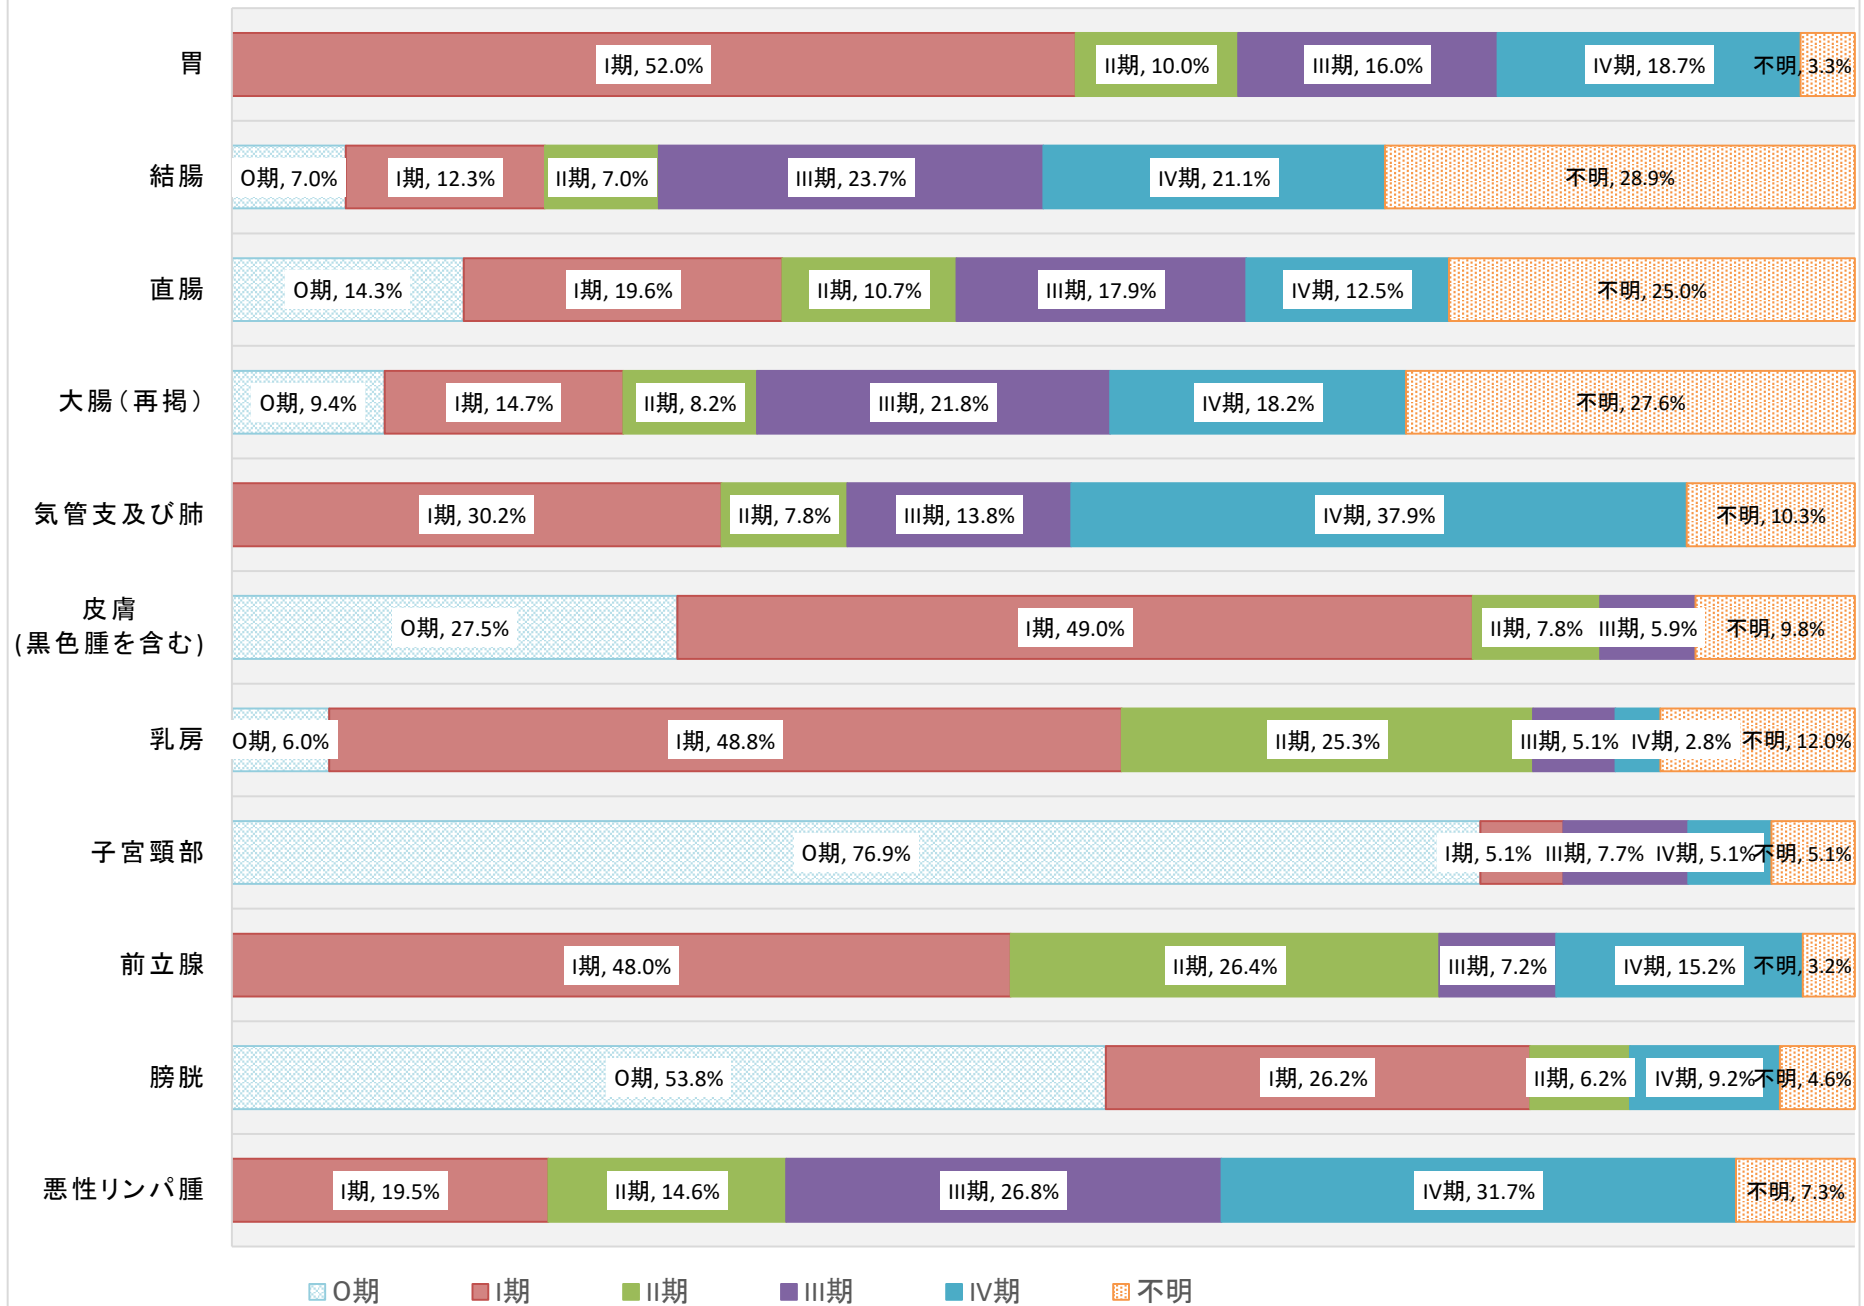 胃
I期, 52.0%
II期, 10.0%
III期, 16.0%
IV期, 18.7%
不明, 3.3%
結腸
0期, 7.0%
I期, 12.3%
II期, 7.0%
III期, 23.7%
IV期, 21.1%
不明, 28.9%
直腸
0期, 14.3%
I期, 19.6%
II期, 10.7%
III期, 17.9%
IV期, 12.5%
不明, 25.0%
大腸（再掲）
0期, 9.4%
I期, 14.7%
II期, 8.2%
III期, 21.8%
IV期, 18.2%
不明, 27.6%
気管支及び肺
I期, 30.2%
II期, 7.8%
III期, 13.8%
IV期, 37.9%
不明, 10.3%
皮膚
(黒色腫を含む)
0期, 27.5%
I期, 49.0%
II期, 7.8%
III期, 5.9%
不明, 9.8%
乳房
0期, 6.0%
I期, 48.8%
II期, 25.3%
III期, 5.1%
IV期, 2.8%
不明, 12.0%
子宮頸部
0期, 76.9%
I期, 5.1%
III期, 7.7%
IV期, 5.1%
不明, 5.1%
前立腺
I期, 48.0%
II期, 26.4%
III期, 7.2%
IV期, 15.2%
不明, 3.2%
膀胱
0期, 53.8%
I期, 26.2%
II期, 6.2%
IV期, 9.2%
不明, 4.6%
悪性リンパ腫
I期, 19.5%
II期, 14.6%
III期, 26.8%
IV期, 31.7%
不明, 7.3%
0期
I期
II期
III期
IV期
不明